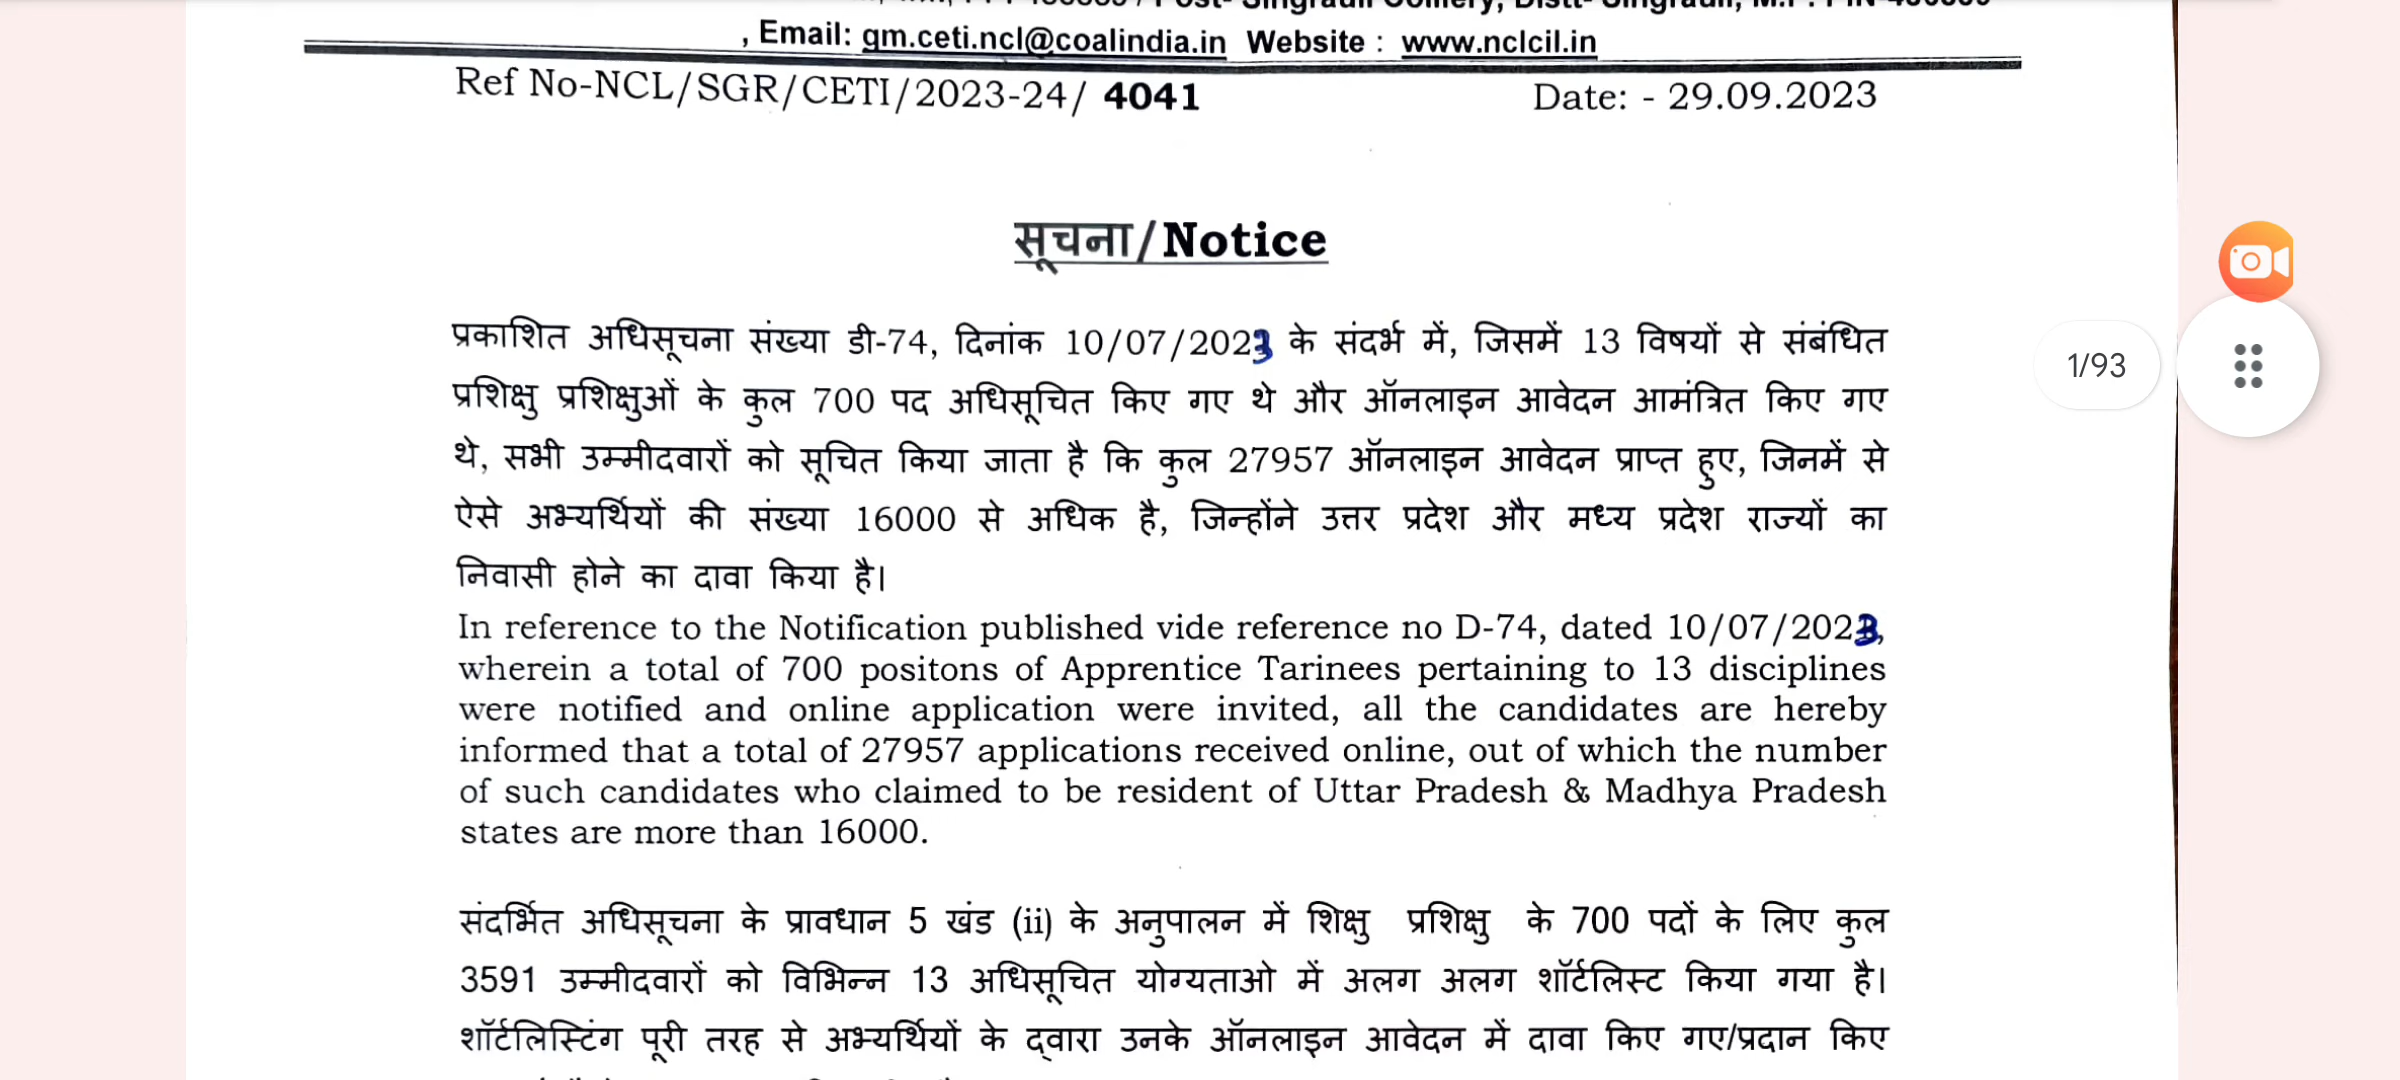 , Email: gm.ceti.ncl@coalindia.in Website : www.nclcil.in
Ref No-NCL/SGR/CETI/2023-24/ 4041 Date: - 29.09.2023
सूचना/Notice
प्रकाशित अधिसूचना संख्या डी-74, दिनांक 10/07/2023 के संदर्भ में, जिसमें 13 विषयों से संबंधित
प्रशिक्षु प्रशिक्षुओं के कुल 700 पद अधिसूचित किए गए थे और ऑनलाइन आवेदन आमंत्रित किए गए
थे, सभी उम्मीदवारों को सूचित किया जाता है कि कुल 27957 ऑनलाइन आवेदन प्राप्त हुए, जिनमें से
ऐसे अभ्यर्थियों की संख्या 16000 से अधिक है, जिन्होंने उत्तर प्रदेश और मध्य प्रदेश राज्यों का
निवासी होने का दावा किया है।
In reference to the Notification published vide reference no D-74, dated 10/07/2023,
wherein a total of 700 positons of Apprentice Tarinees pertaining to 13 disciplines
were notified and online application were invited, all the candidates are hereby
informed that a total of 27957 applications received online, out of which the number
of such candidates who claimed to be resident of Uttar Pradesh & Madhya Pradesh
states are more than 16000.
संदर्भित अधिसूचना के प्रावधान 5 खंड (ii) के अनुपालन में शिक्षु प्रशिक्षु के 700 पदों के लिए कुल
3591 उम्मीदवारों को विभिन्न 13 अधिसूचित योग्यताओ में अलग अलग शॉर्टलिस्ट किया गया है।
शॉर्टलिस्टिंग पूरी तरह से अभ्यर्थियों के द्वारा उनके ऑनलाइन आवेदन में दावा किए गए/प्रदान किए
1/93